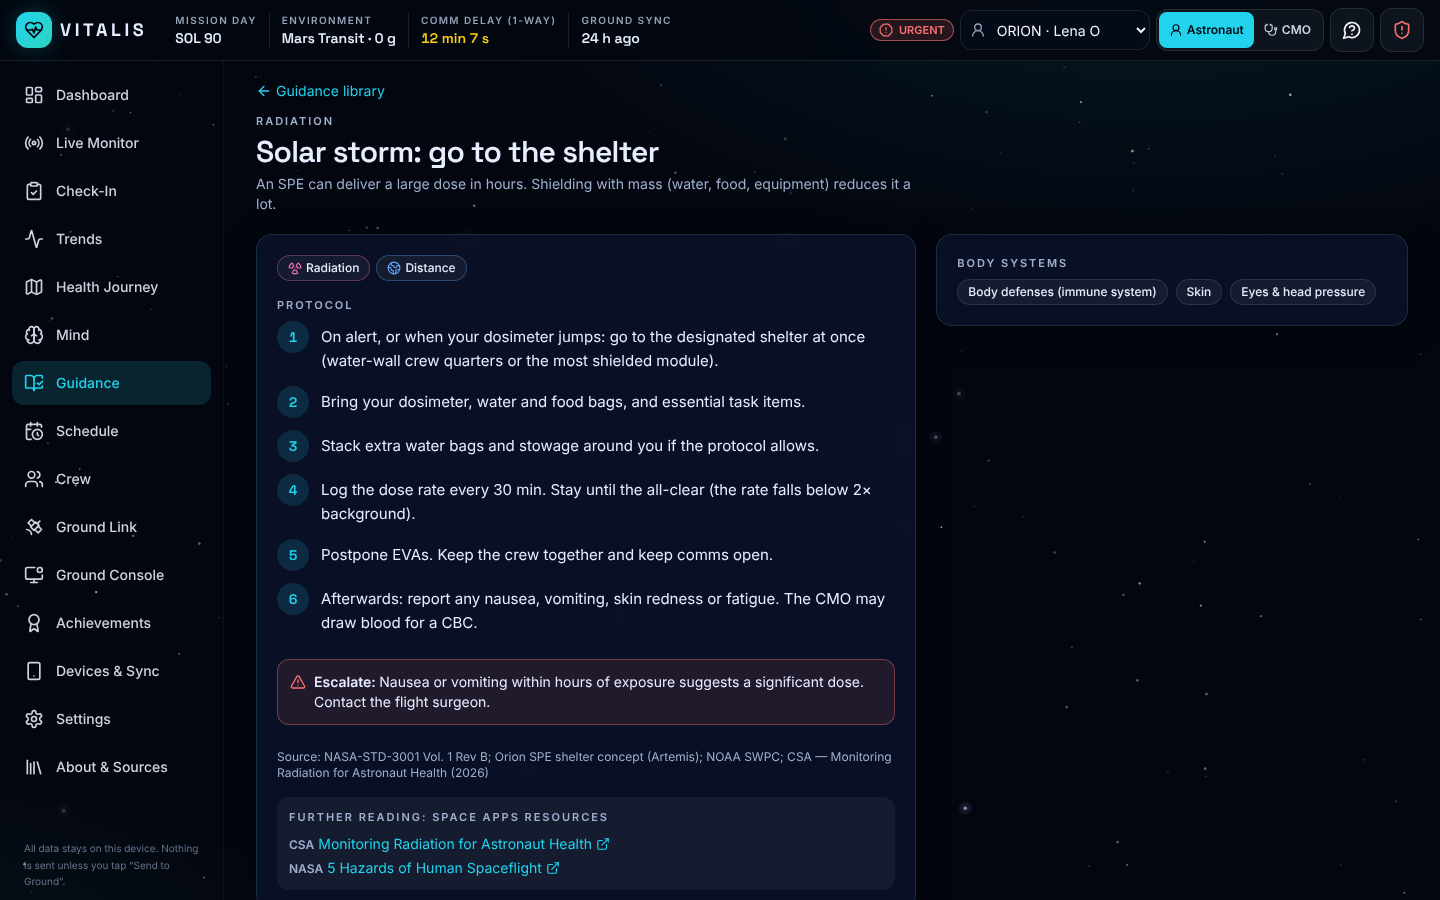 VITALIS
MISSION DAY
SOL 90
ENVIRONMENT
Mars Transit · 0 g
COMM DELAY (1-WAY)
12 min 7 s
GROUND SYNC
24 h ago
URGENT
ORION · Lena O
Astronaut
CMO
Dashboard
Live Monitor
Check-In
Trends
Health Journey
Mind
Guidance
Schedule
Crew
Ground Link
Ground Console
Achievements
Devices & Sync
Settings
About & Sources
All data stays on this device. Nothing
is sent unless you tap "Send to
Ground".
Guidance library
RADIATION
Solar storm: go to the shelter
An SPE can deliver a large dose in hours. Shielding with mass (water, food, equipment) reduces it a
lot.
Radiation
Distance
PROTOCOL
1 On alert, or when your dosimeter jumps: go to the designated shelter at once
(water-wall crew quarters or the most shielded module).
2 Bring your dosimeter, water and food bags, and essential task items.
3 Stack extra water bags and stowage around you if the protocol allows.
4 Log the dose rate every 30 min. Stay until the all-clear (the rate falls below 2×
background).
5 Postpone EVAs. Keep the crew together and keep comms open.
6 Afterwards: report any nausea, vomiting, skin redness or fatigue. The CMO may
draw blood for a CBC.
Escalate: Nausea or vomiting within hours of exposure suggests a significant dose.
Contact the flight surgeon.
Source: NASA-STD-3001 Vol. 1 Rev B; Orion SPE shelter concept (Artemis); NOAA SWPC; CSA — Monitoring
Radiation for Astronaut Health (2026)
FURTHER READING: SPACE APPS RESOURCES
CSA Monitoring Radiation for Astronaut Health
NASA 5 Hazards of Human Spaceflight
BODY SYSTEMS
Body defenses (immune system)
Skin
Eyes & head pressure